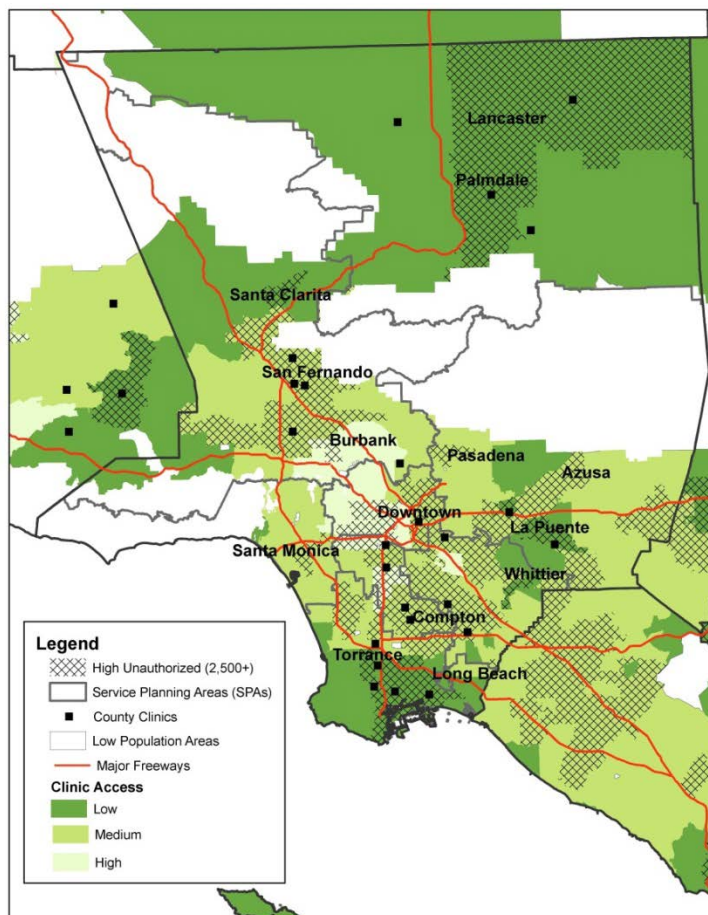 Lancaster
Palmdale
Santa Clarita
San Fernando
Burbank
Pasadena
Azusa
Downtown
La Puente
Santa Monica
Whittier
Compton
Torrance
Long Beach
Legend
High Unauthorized (2,500+)
Service Planning Areas (SPAs)
County Clinics
Low Population Areas
Major Freeways
Clinic Access
Low
Medium
High